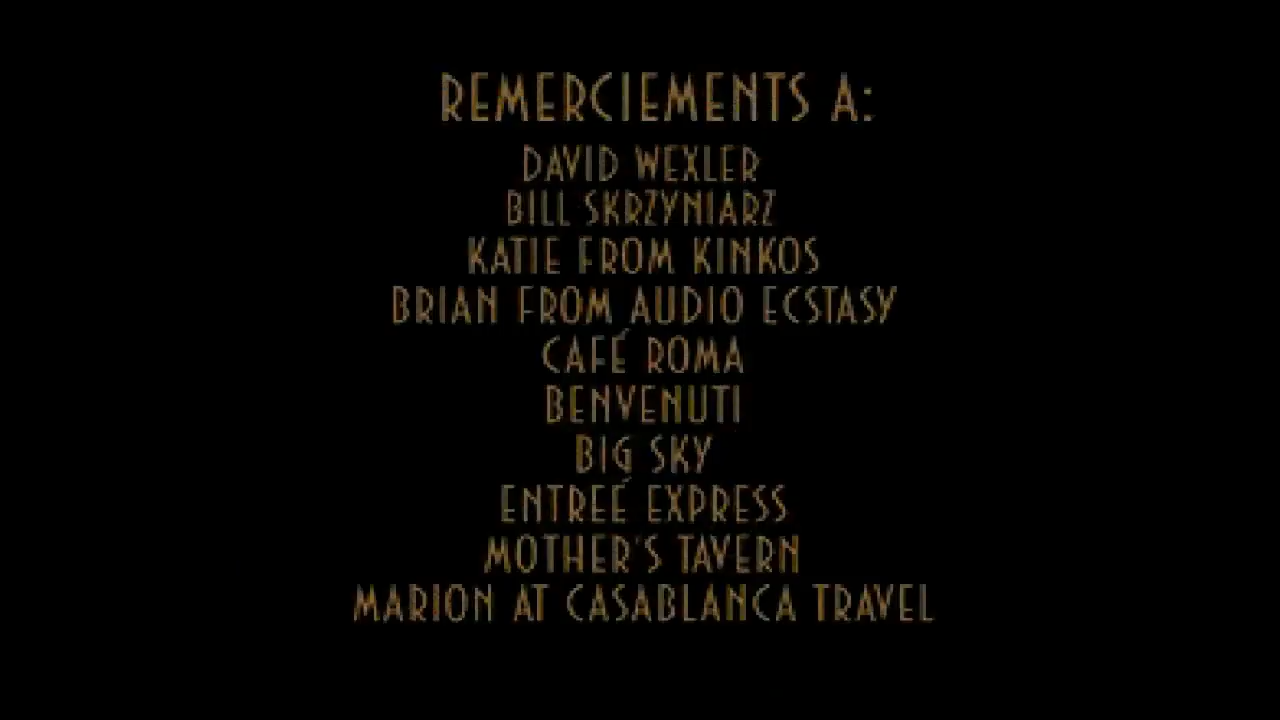 REMERCIEMENTS A:
DAVID WEXLER
BILL SKRZYNIARZ
KATIE FROM KINKOS
BRIAN FROM AUDIO ECSTASY
CAFÉ ROMA
BENVENUTI
BIG SKY
ENTREÉ EXPRESS
MOTHER'S TAVERN
MARION AT CASABLANCA TRAVEL